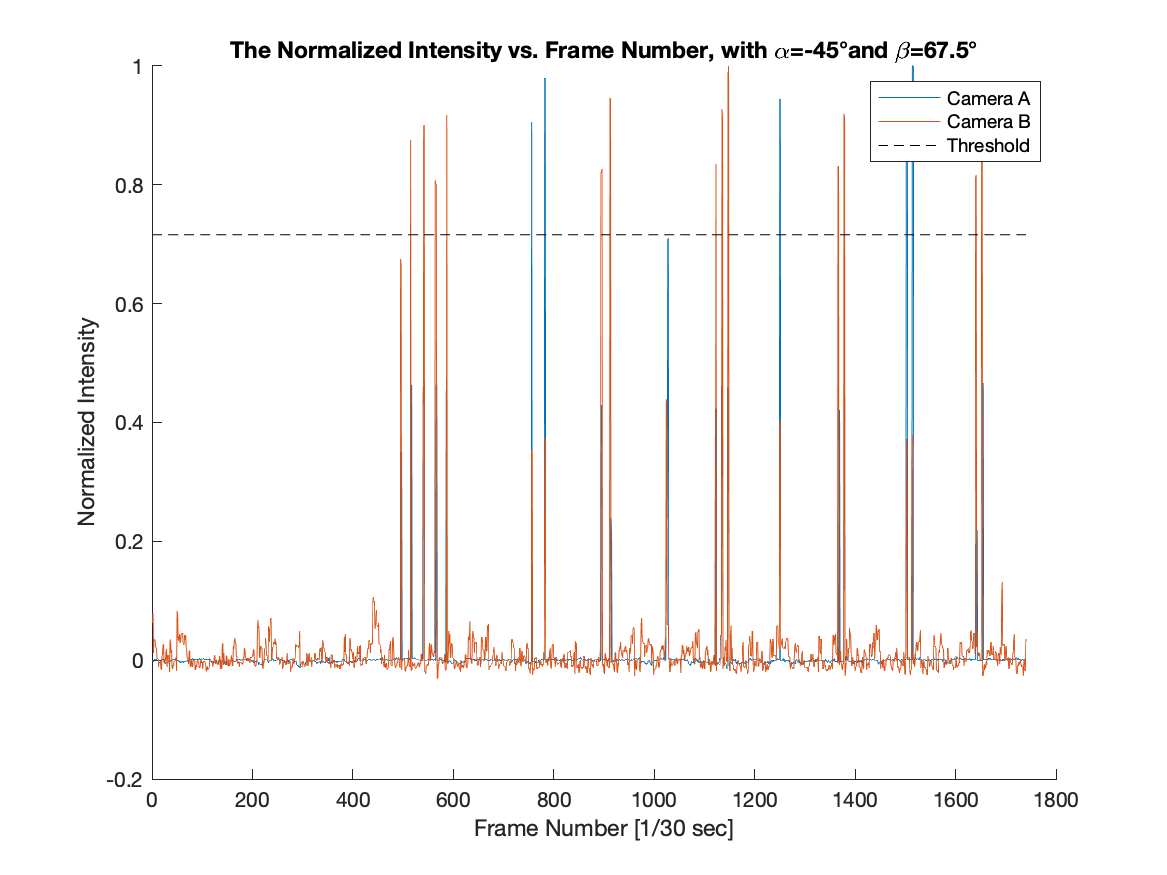 The Normalized Intensity vs. Frame Number, with α=-45°and β=67.5°
1
0.8
0.6
0.4
0.2
0
-0.2
Normalized Intensity
Camera A
Camera B
Threshold
0 200 400 600 800 1000 1200 1400 1600 1800
Frame Number [1/30 sec]